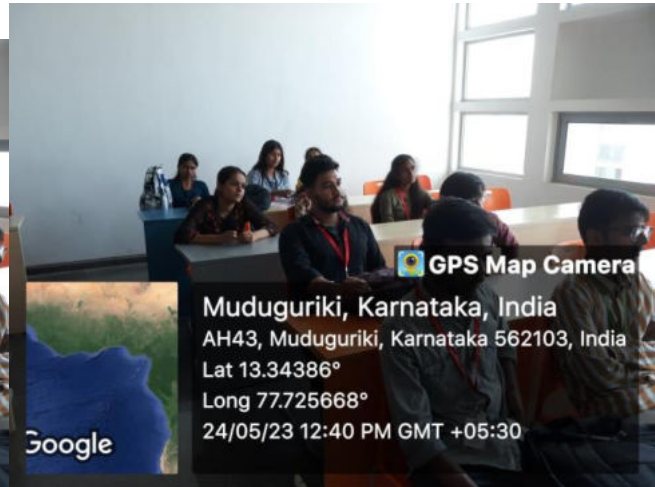 GPS Map Camera
Muduguriki, Karnataka, India
AH43, Muduguriki, Karnataka 562103, India
Lat 13.34386°
Long 77.725668°
24/05/23 12:40 PM GMT +05:30
Google